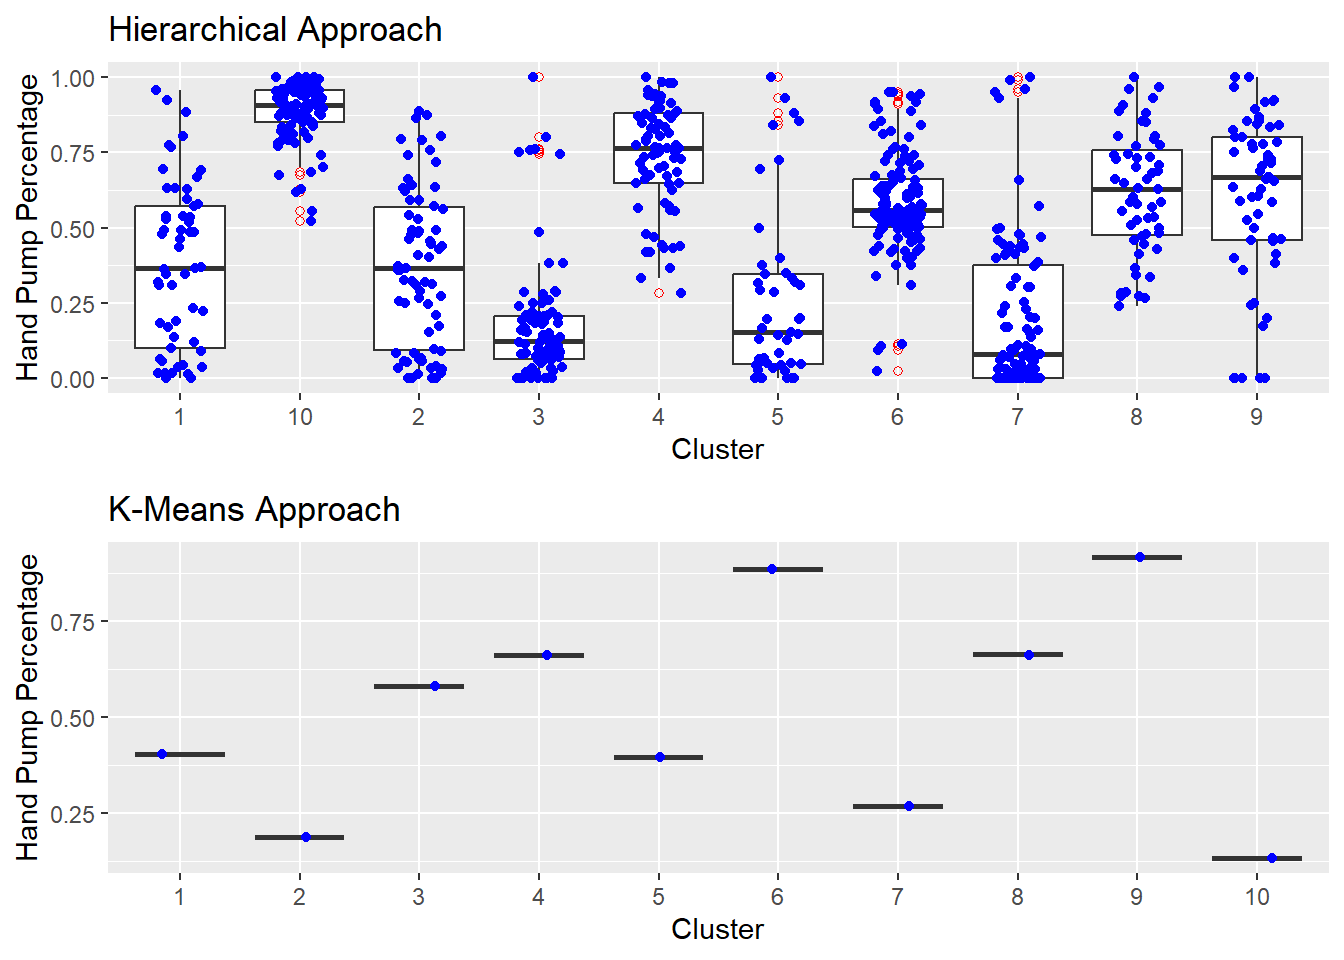 Hierarchical Approach
Hand Pump Percentage
1.00
0.75
0.50
0.25
0.00
1 10 2 3 4 5 6 7 8 9
Cluster
K-Means Approach
Hand Pump Percentage
0.75
0.50
0.25
1 2 3 4 5 6 7 8 9 10
Cluster